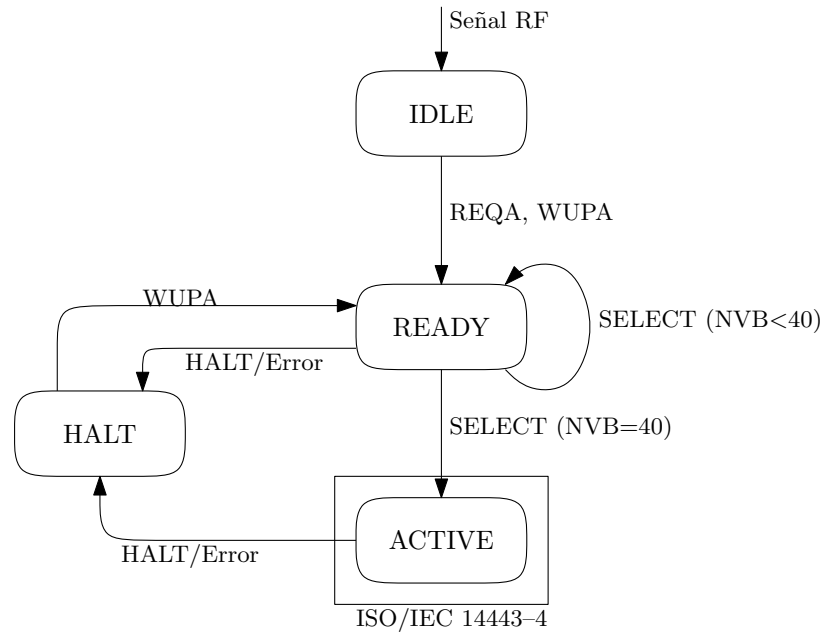 Señal RF
IDLE
REQA, WUPA
WUPA
READY
SELECT (NVB<40)
HALT/Error
HALT
SELECT (NVB=40)
ACTIVE
HALT/Error
ISO/IEC 14443–4